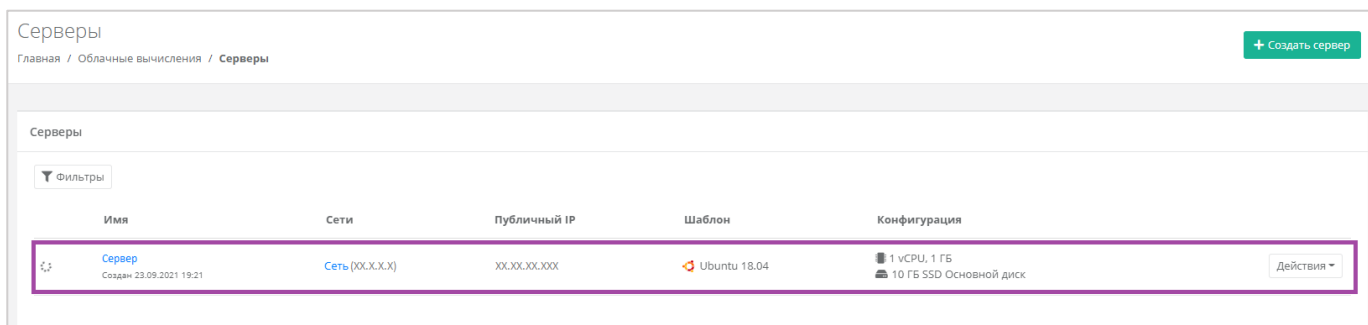 Серверы
+ Создать сервер
Главная / Облачные вычисления / Серверы
Серверы
Фильтры
Имя Сети Публичный IP Шаблон Конфигурация
Сервер Сеть (XX.X.X.X) XX.XX.XX.XXX Ubuntu 18.04 1 vCPU, 1 ГБ Действия
Создан 23.09.2021 19:21 10 ГБ SSD Основной диск